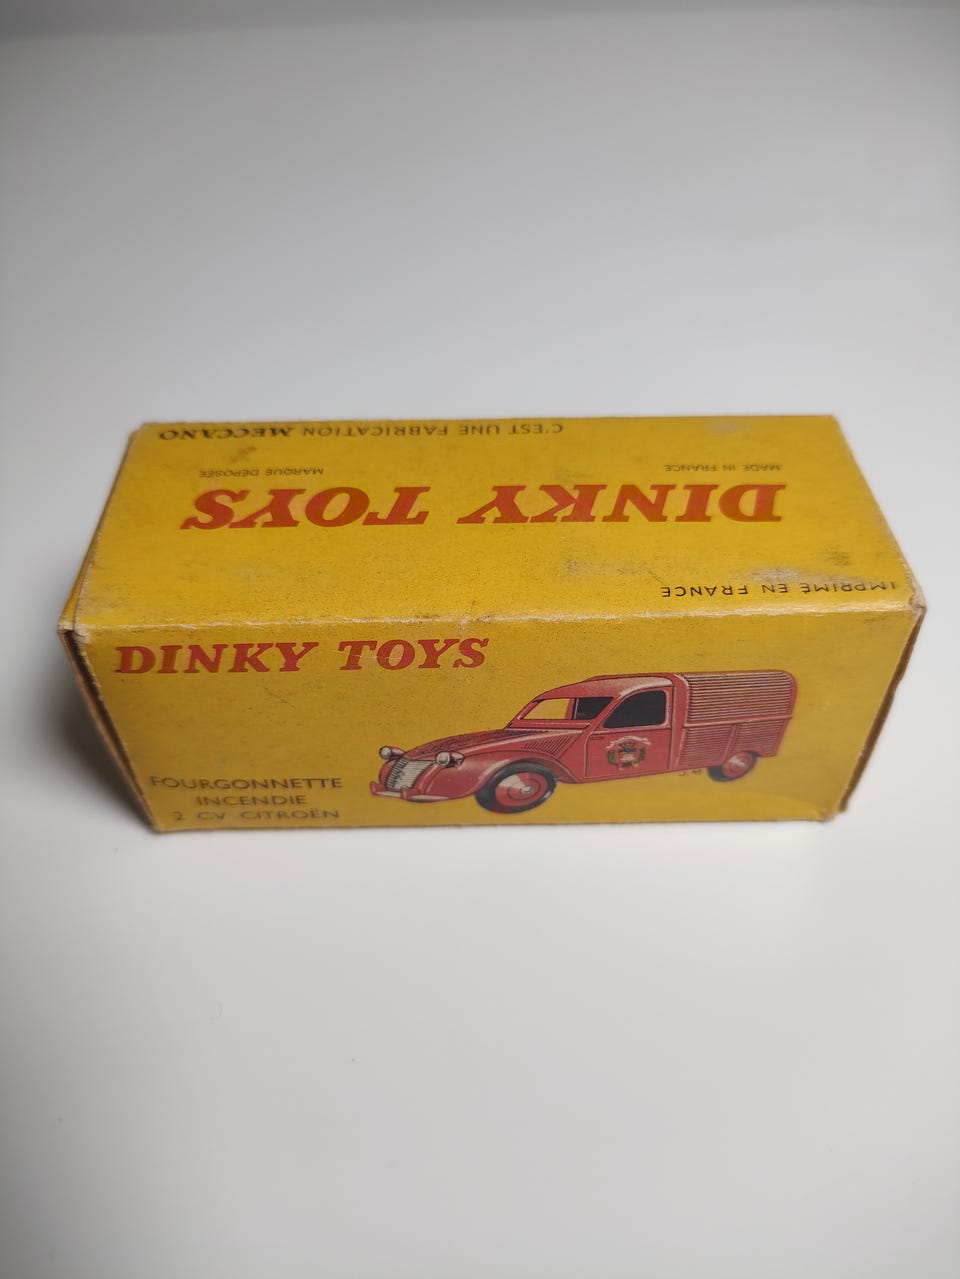 C'EST UNE FABRICATION MECCANO
MADE IN FRANCE
MARQUE DÉPOSÉE
DINKY TOYS
IMPRIMÉ EN FRANCE
DINKY TOYS
FOURGONNETTE
INCENDIE
2 CV CITROËN
J.M